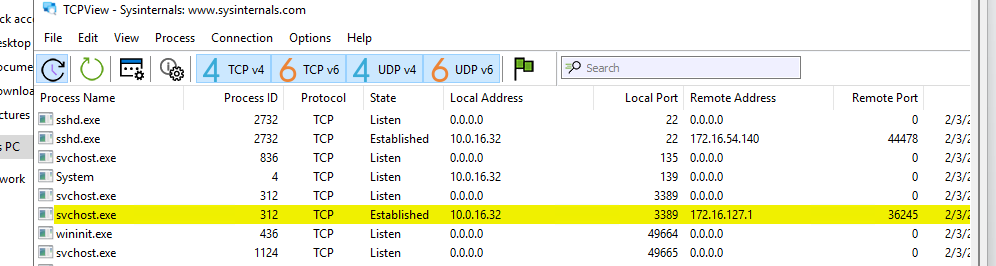 TCPView - Sysinternals: www.sysinternals.com
ck acc
File Edit View Process Connection Options Help
esktop
4 TCP v4 6 TCP v6 4 UDP v4 6 UDP v6 Search
ocume
ownloa
Process Name Process ID Protocol State Local Address Local Port Remote Address Remote Port
ctures
sshd.exe 2732 TCP Listen 0.0.0.0 22 0.0.0.0 0 2/3/2
sshd.exe 2732 TCP Established 10.0.16.32 22 172.16.54.140 44478 2/3/2
s PC
svchost.exe 836 TCP Listen 0.0.0.0 135 0.0.0.0 0 2/3/2
work
System 4 TCP Listen 10.0.16.32 139 0.0.0.0 0 2/3/2
svchost.exe 312 TCP Listen 0.0.0.0 3389 0.0.0.0 0 2/3/2
svchost.exe 312 TCP Established 10.0.16.32 3389 172.16.127.1 36245 2/3/2
wininit.exe 436 TCP Listen 0.0.0.0 49664 0.0.0.0 0 2/3/2
svchost.exe 1124 TCP Listen 0.0.0.0 49665 0.0.0.0 0 2/3/2